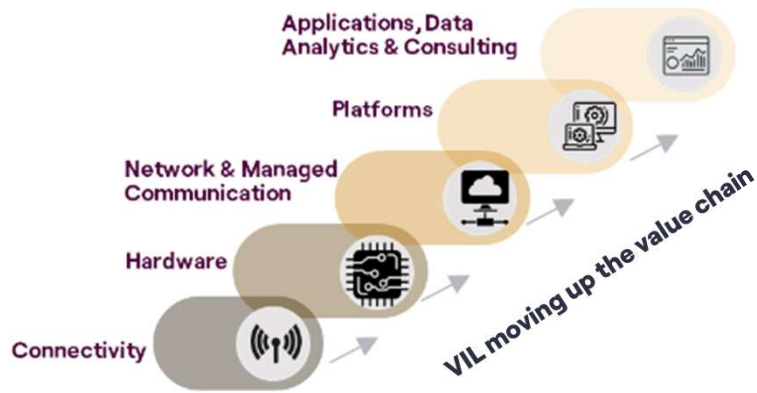 Applications, Data
Analytics & Consulting
Platforms
Network & Managed
Communication
Hardware
Connectivity
VIL moving up the value chain